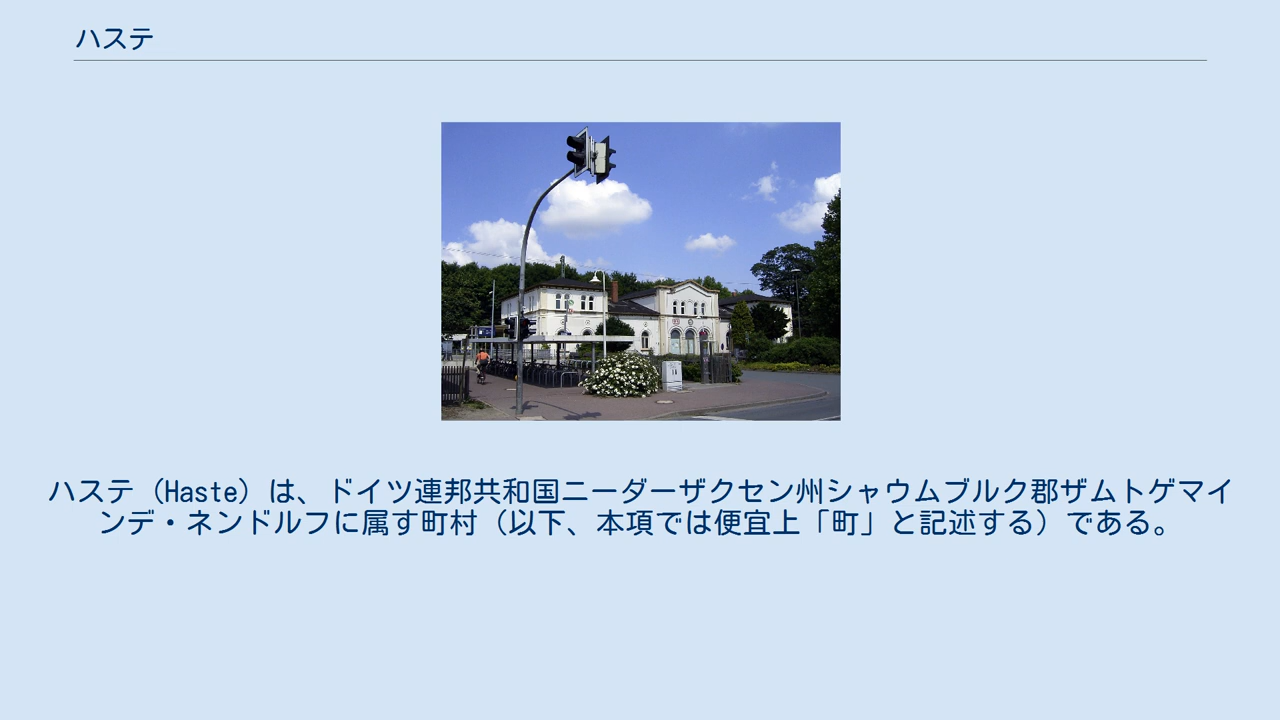 ハステ
ハステ（Haste）は、ドイツ連邦共和国ニーダーザクセン州シャウムブルク郡ザムトゲマイ
ンデ・ネンドルフに属す町村（以下、本項では便宜上「町」と記述する）である。